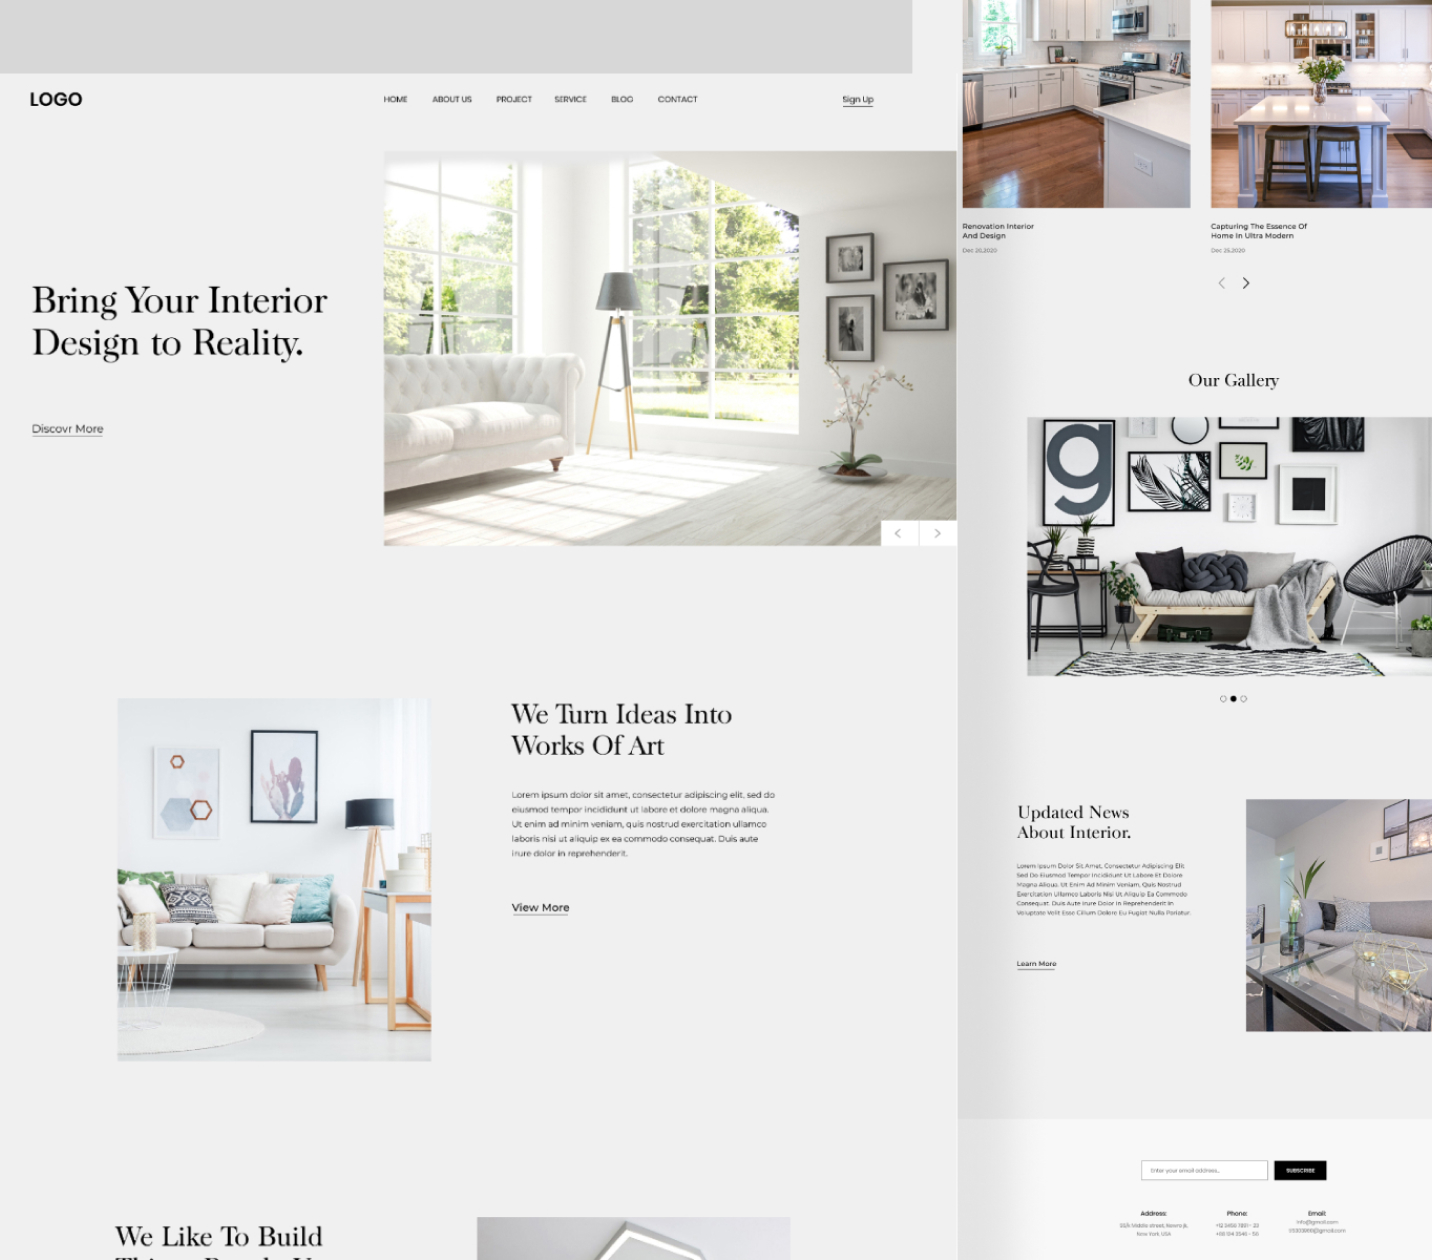 LOGO
HOME ABOUT US PROJECT SERVICE BLOG CONTACT
Sign Up
Bring Your Interior
Design to Reality.
Discovr More
We Turn Ideas Into
Works Of Art
Lorem ipsum dolor sit amet, consectetur adipiscing elit, sed do
eiusmod tempor incididunt ut labore et dolore magna aliqua.
Ut enim ad minim veniam, quis nostrud exercitation ullamco
laboris nisi ut aliquip ex ea commodo consequat. Duis aute
irure dolor in reprehenderit.
View More
We Like To Build
Renovation Interior
And Design
Dec 25,2020
Capturing The Essence Of
Home In Ultra Modern
Dec 25,2020
Our Gallery
g
Updated News
About Interior.
Lorem Ipsum Dolor Sit Amet, Consectetur Adipiscing Elit,
Sed Do Eiusmod Tempor Incididunt Ut Labore Et Dolore
Magna Aliqua. Ut Enim Ad Minim Veniam, Quis Nostrud
Exercitation Ullamco Laboris Nisi Ut Aliquip Ex Ea Commodo
Consequat. Duis Aute Irure Dolor In Reprehenderit In
Voluptate Velit Esse Cillum Dolore Eu Fugiat Nulla Pariatur.
Learn More
Enter your email address..
SUBSCRIBE
Address:
New York, USA
Phone:
Email:
info@gmail.com